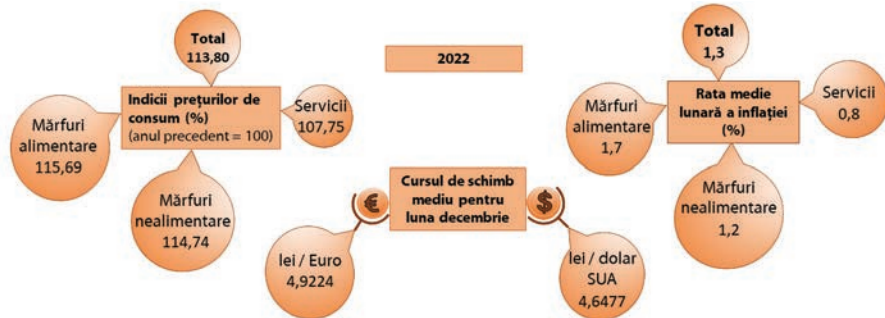 2022
Total
113,80
Indicii prețurilor de
consum (%)
(anul precedent = 100)
Servicii
107,75
Mărfuri
alimentare
115,69
Mărfuri
nealimentare
114,74
Total
1,3
Rata medie
lunară a inflației
(%)
Servicii
0,8
Mărfuri
alimentare
1,7
Mărfuri
nealimentare
1,2
Cursul de schimb
mediu pentru
luna decembrie
€
$
lei / Euro
4,9224
lei / dolar
SUA
4,6477